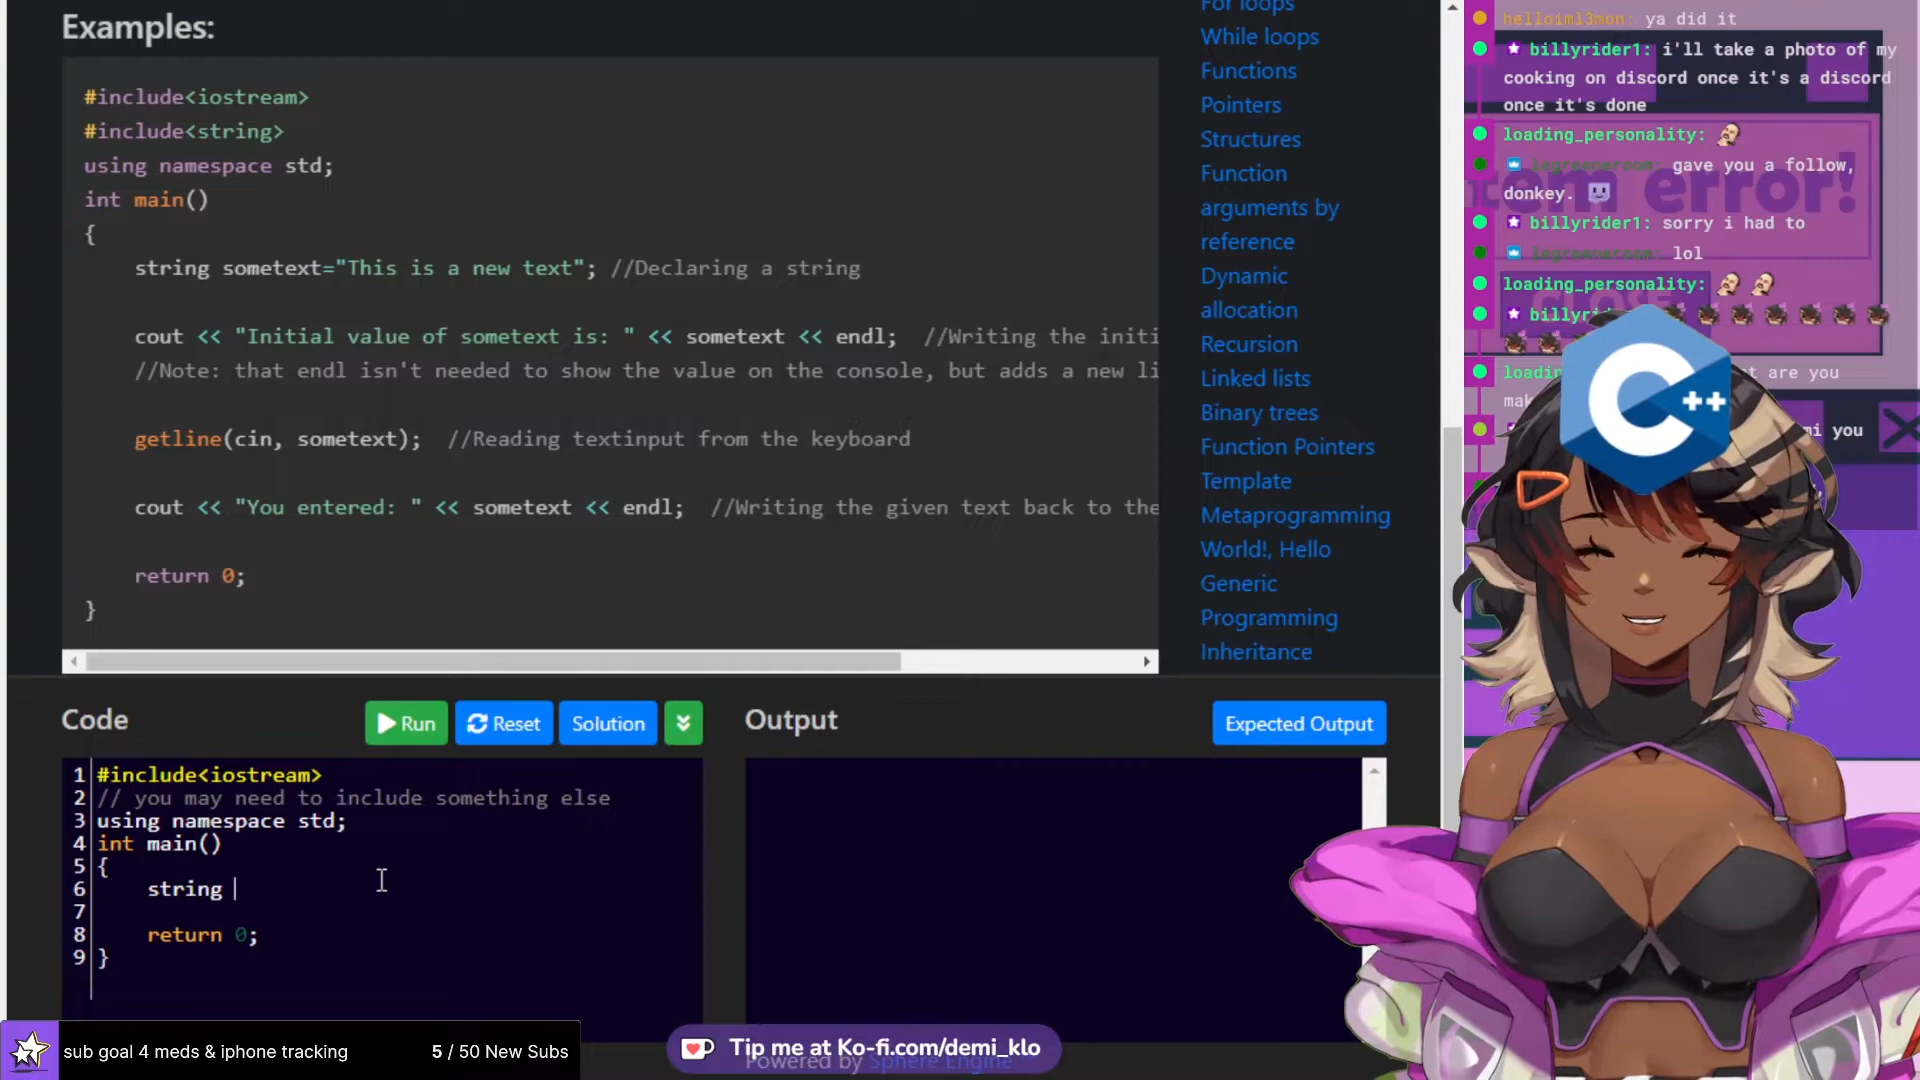 Examples:
#include<iostream>
#include<string>
using namespace std;
int main()
{
string sometext="This is a new text"; //Declaring a string
cout << "Initial value of sometext is: " << sometext << endl; //Writing the initi
//Note: that endl isn't needed to show the value on the console, but adds a new li
getline(cin, sometext); //Reading textinput from the keyboard
cout << "You entered: " << sometext << endl; //Writing the given text back to the
return 0;
}
For loops
While loops
Functions
Pointers
Structures
Function
arguments by
reference
Dynamic
allocation
Recursion
Linked lists
Binary trees
Function Pointers
Template
Metaprogramming
World!, Hello
Generic
Programming
Inheritance
Code
Run
Reset
Solution
1 #include<iostream>
2 // you may need to include something else
3 using namespace std;
4 int main()
5 {
6 string
7
8 return 0;
9 }
Output
Expected Output
Powered by Sphere Engine
helloiml3mon: ya did it
billyrider1: i'll take a photo of my
cooking on discord once it's a discord
once it's done
loading_personality:
gave you a follow,
donkey.
billyrider1: sorry i had to
lol
loading_personality:
are you
mi you
tem error!
C++
sub goal 4 meds & iphone tracking
5 / 50 New Subs
Tip me at Ko-fi.com/demi_klo